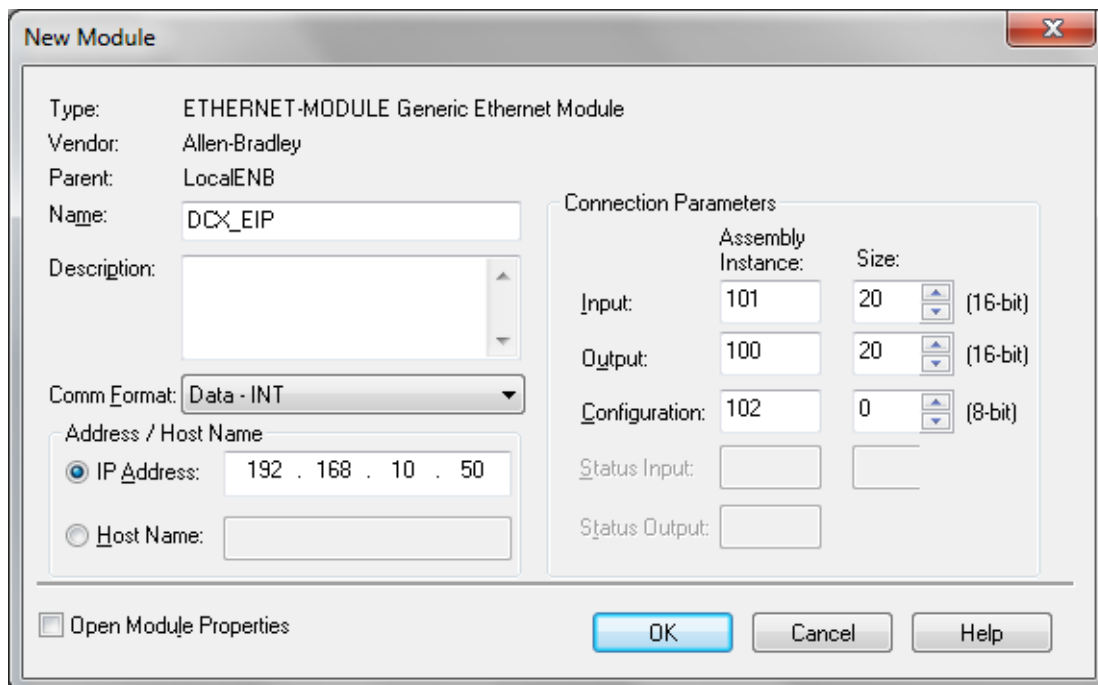 New Module
Type: ETHERNET-MODULE Generic Ethernet Module
Vendor: Allen-Bradley
Parent: LocalENB
Name: DCX_EIP
Description:
Comm Format: Data - INT
Address / Host Name
IP Address: 192 . 168 . 10 . 50
Host Name:
Connection Parameters
Assembly
Instance: Size:
Input: 101 20 (16-bit)
Output: 100 20 (16-bit)
Configuration: 102 0 (8-bit)
Status Input:
Status Output:
Open Module Properties
OK Cancel Help